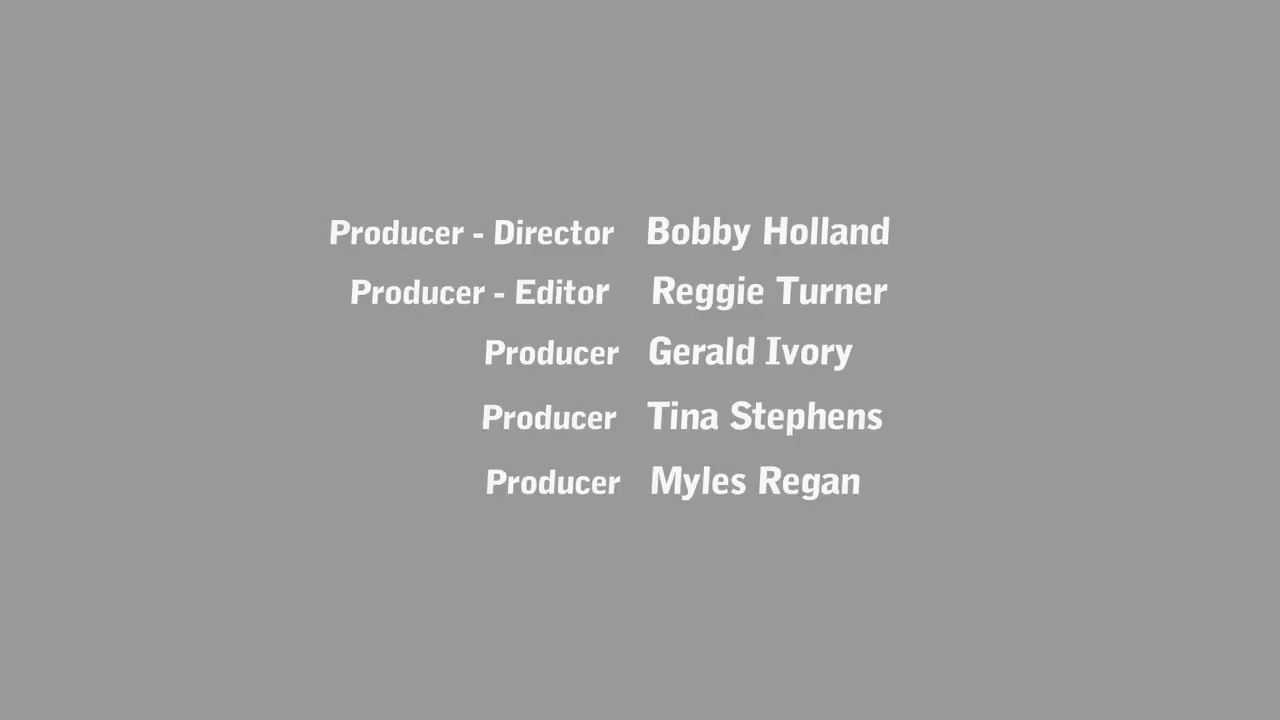 Producer - Director Bobby Holland
Producer - Editor Reggie Turner
Producer Gerald Ivory
Producer Tina Stephens
Producer Myles Regan